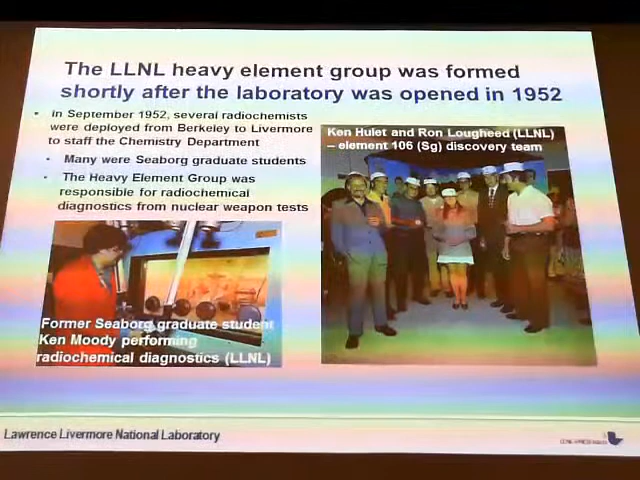 The LLNL heavy element group was formed
shortly after the laboratory was opened in 1952
• In September 1952, several radiochemists
were deployed from Berkeley to Livermore
to staff the Chemistry Department
• Many were Seaborg graduate students
• The Heavy Element Group was
responsible for radiochemical
diagnostics from nuclear weapon tests
Ken Hulet and Ron Lougheed (LLNL)
– element 106 (Sg) discovery team
Former Seaborg graduate student
Ken Moody performing
radiochemical diagnostics (LLNL)
Lawrence Livermore National Laboratory